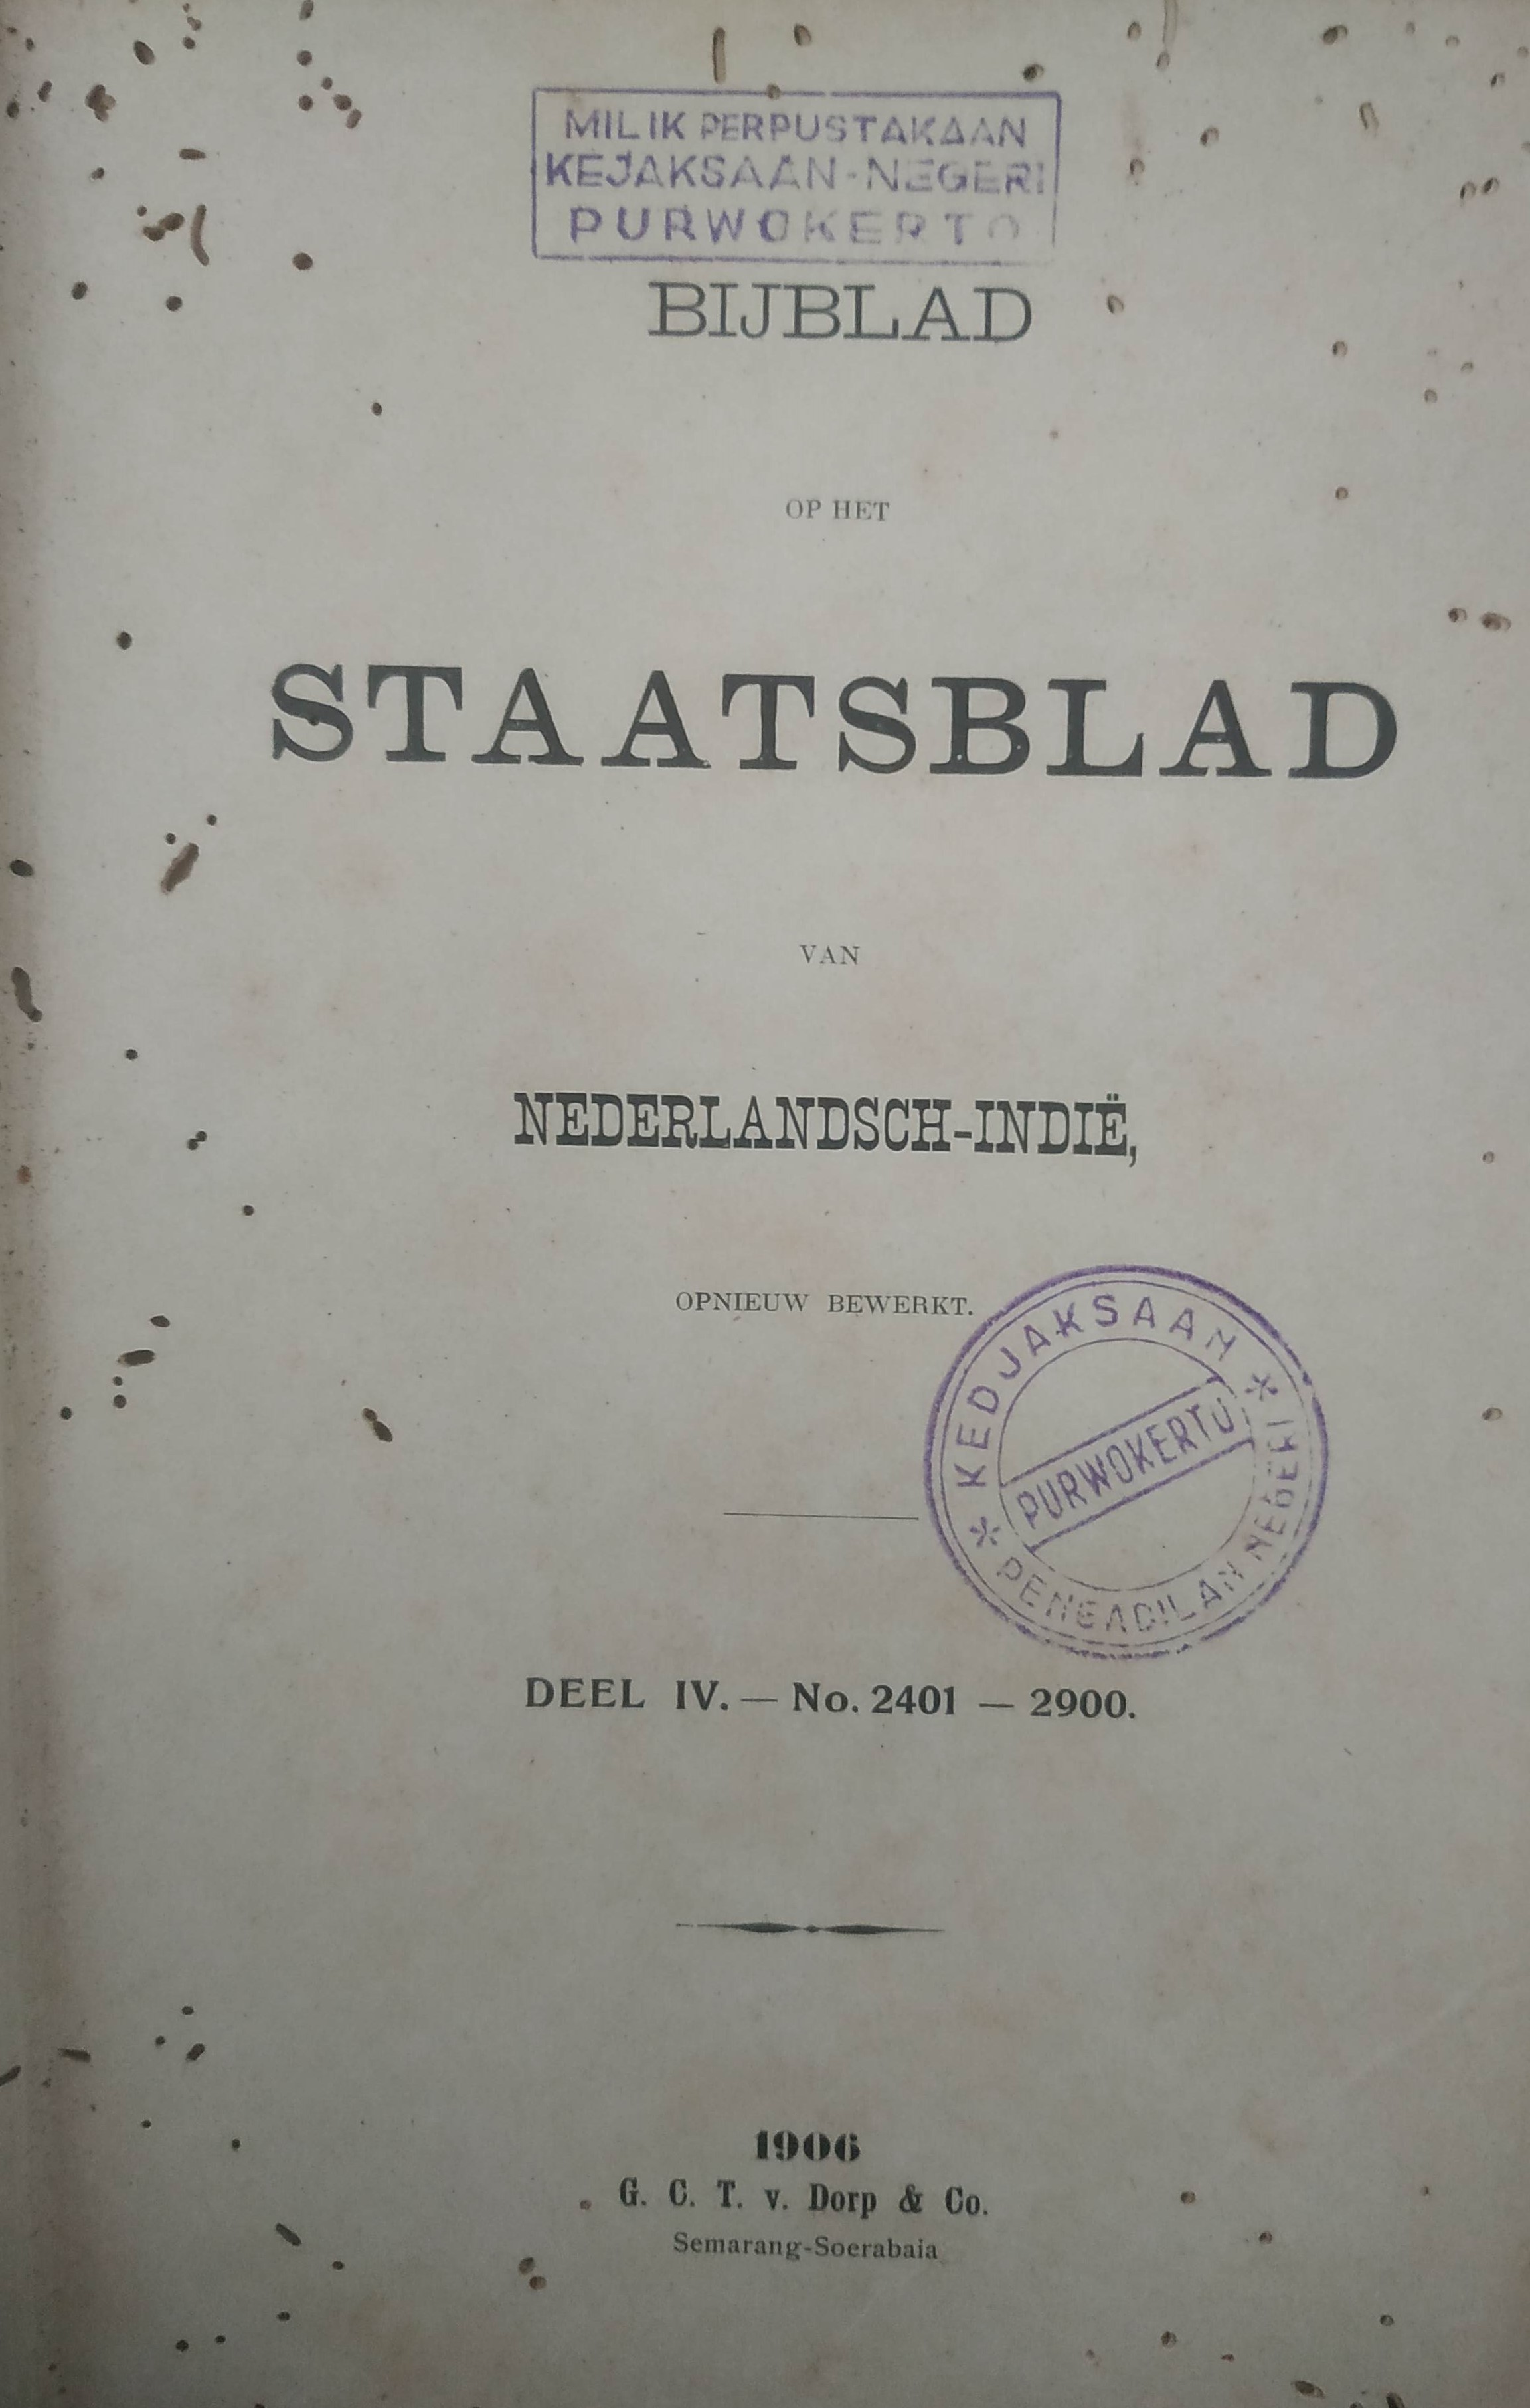 MILIK PERPUSTAKAAN
KEJAKSAAN-NEGERI
PURWOKERTO
BIJBLAD
OP HET
STAATSBLAD
VAN
NEDERLANDSCH-INDIË,
OPNIEUW BEWERKT.
KEDJAKSAAN
PURWOKERTO
PENGADILAN NEGERI
DEEL IV. — No. 2401 — 2900.
1906
G. C. T. v. Dorp & Co.
Semarang-Soerabaia